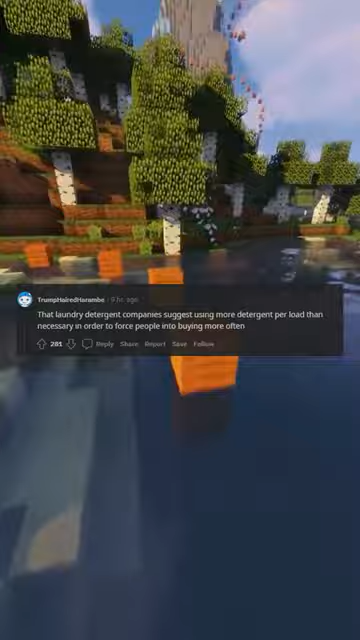 TrumpHairedHarambe · 9 hr. ago
That laundry detergent companies suggest using more detergent per load than
necessary in order to force people into buying more often
281 Reply Share Report Save Follow